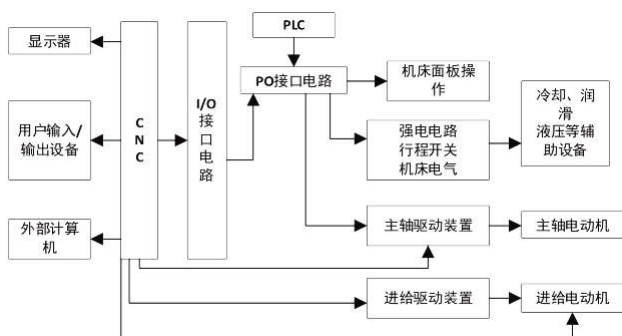 显示器
用户输入/
输出设备
外部计算
机
C
N
C
I/O
接
口
电
路
PLC
PO接口电路
机床面板操
作
强电电路
行程开关
机床电气
冷却、润
滑
液压等辅
助设备
主轴驱动装置
主轴电动机
进给驱动装置
进给电动机